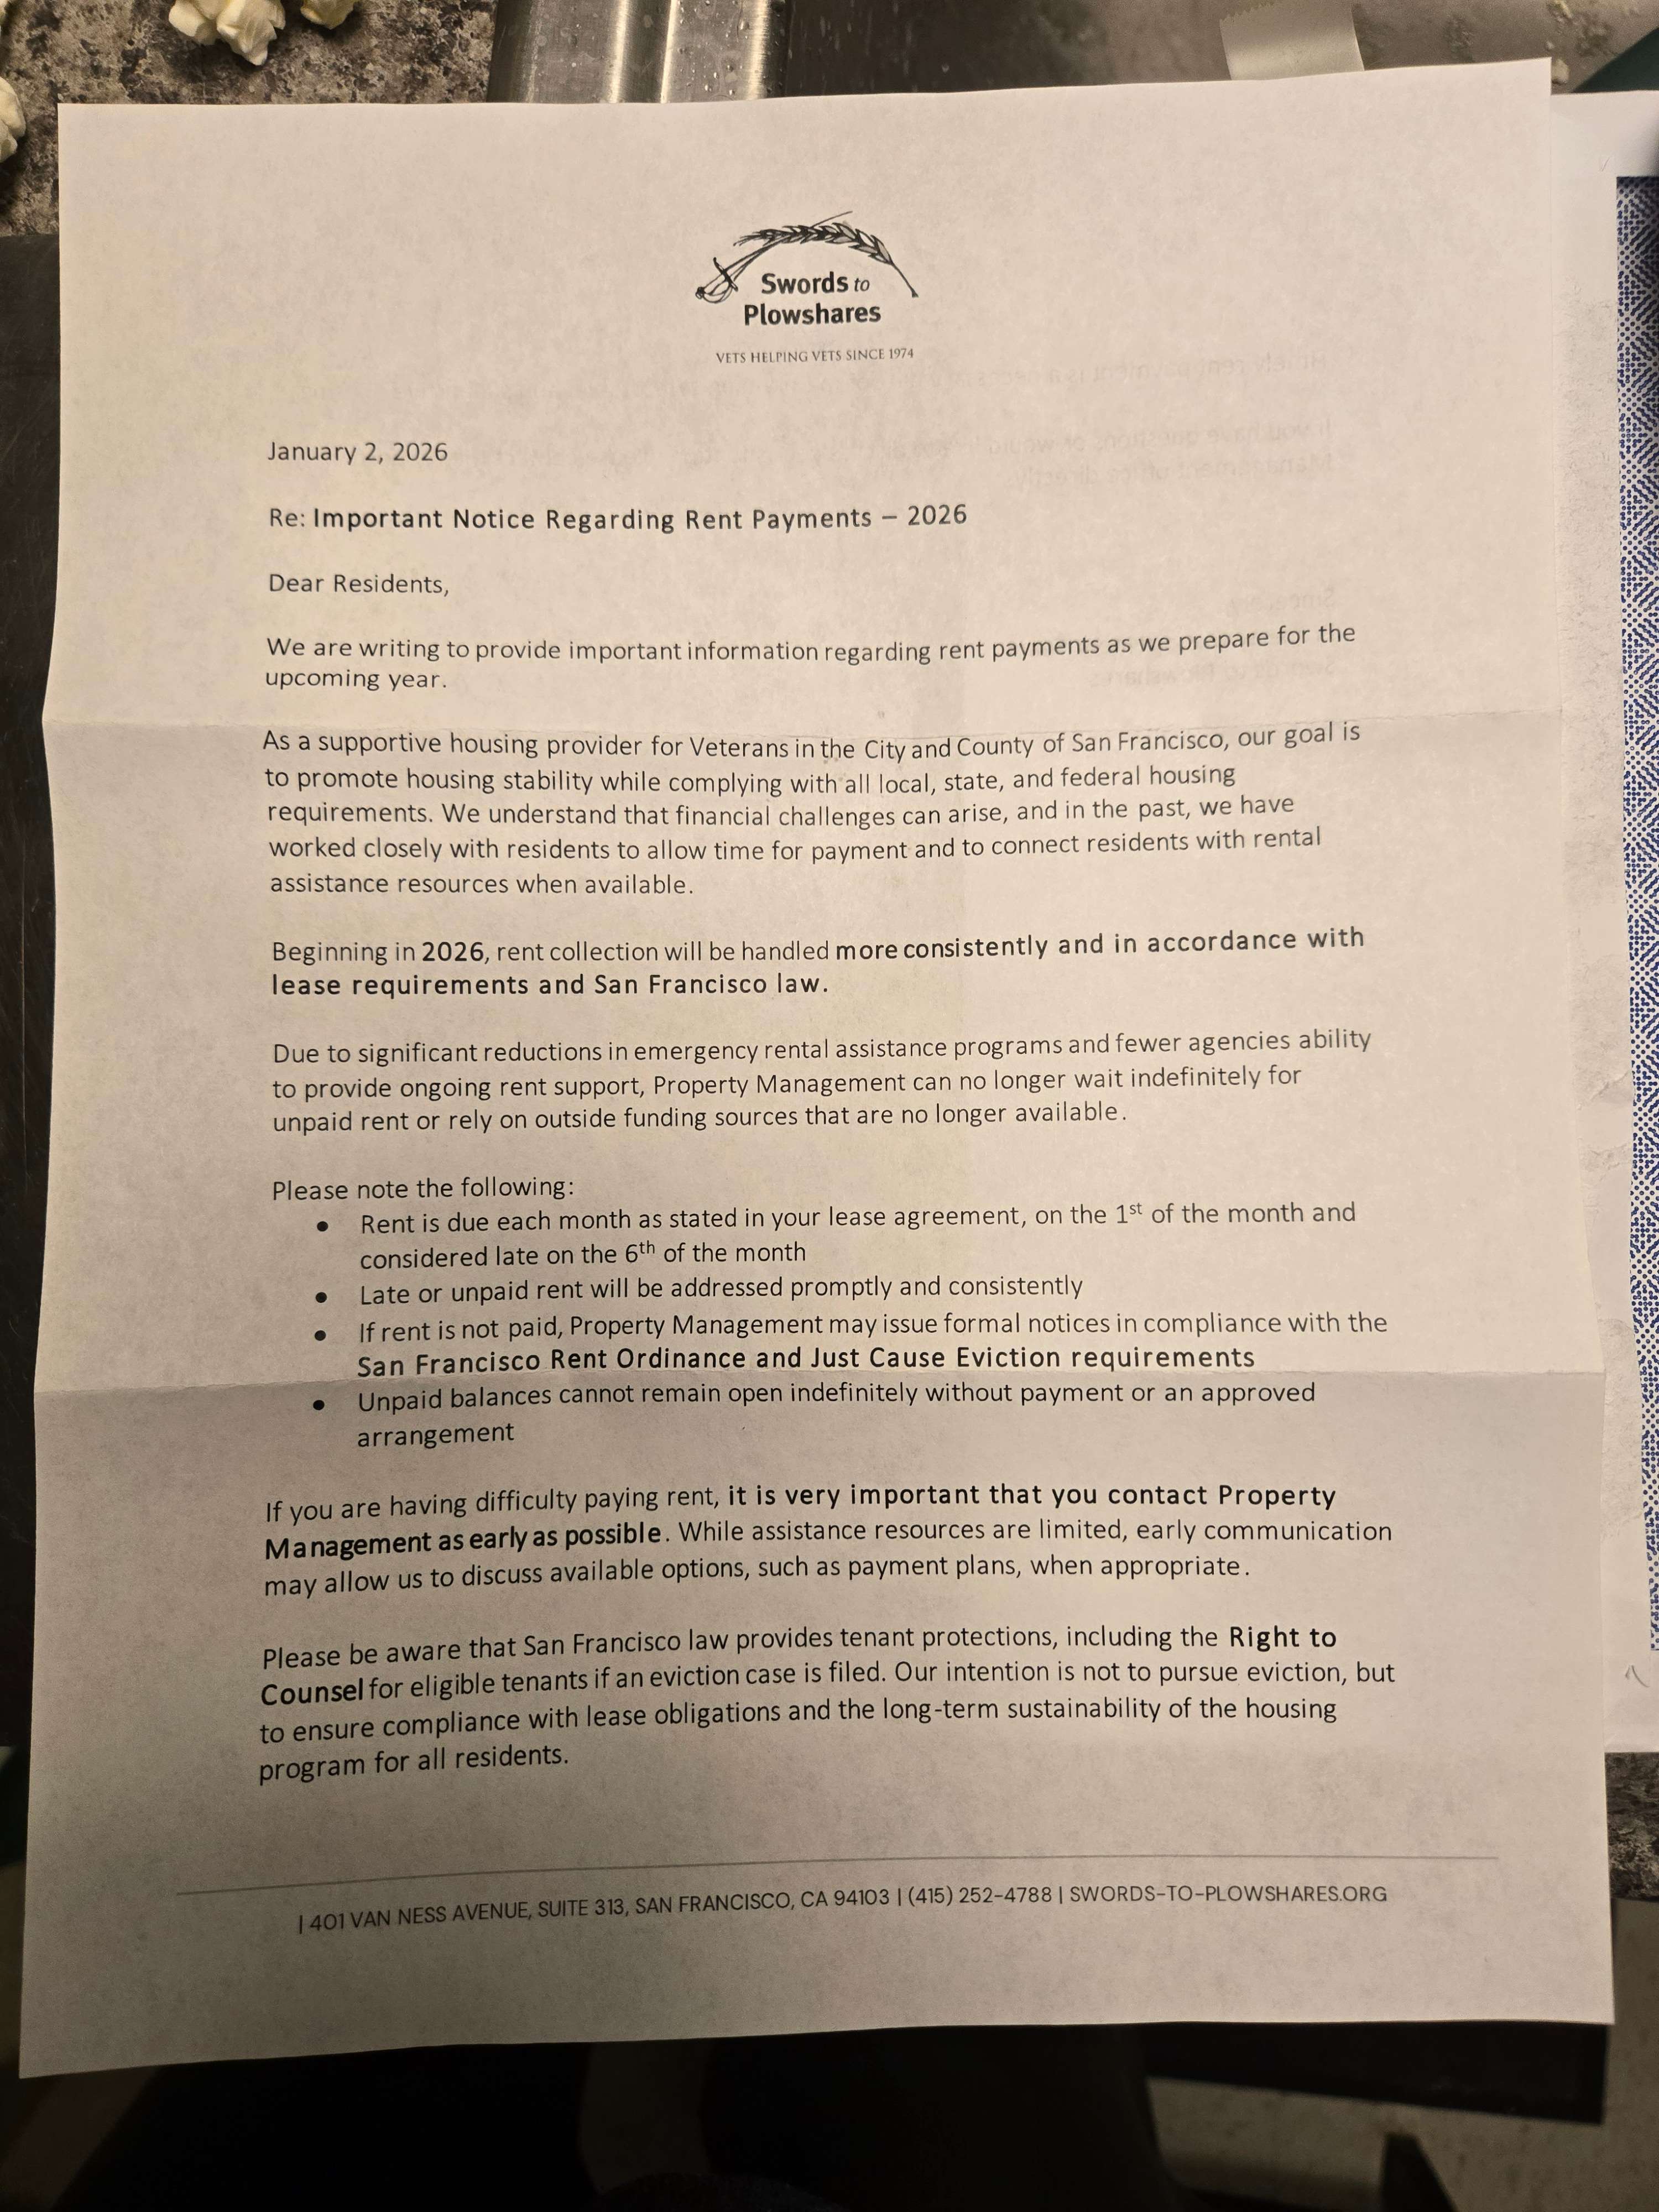 Swords to
Plowshares
VETS HELPING VETS SINCE 1974
January 2, 2026
Re: Important Notice Regarding Rent Payments – 2026
Dear Residents,
We are writing to provide important information regarding rent payments as we prepare for the
upcoming year.
As a supportive housing provider for Veterans in the City and County of San Francisco, our goal is
to promote housing stability while complying with all local, state, and federal housing
requirements. We understand that financial challenges can arise, and in the past, we have
worked closely with residents to allow time for payment and to connect residents with rental
assistance resources when available.
Beginning in 2026, rent collection will be handled more consistently and in accordance with
lease requirements and San Francisco law.
Due to significant reductions in emergency rental assistance programs and fewer agencies ability
to provide ongoing rent support, Property Management can no longer wait indefinitely for
unpaid rent or rely on outside funding sources that are no longer available.
Please note the following:
• Rent is due each month as stated in your lease agreement, on the 1st of the month and
considered late on the 6th of the month
• Late or unpaid rent will be addressed promptly and consistently
• If rent is not paid, Property Management may issue formal notices in compliance with the
San Francisco Rent Ordinance and Just Cause Eviction requirements
• Unpaid balances cannot remain open indefinitely without payment or an approved
arrangement
If you are having difficulty paying rent, it is very important that you contact Property
Management as early as possible. While assistance resources are limited, early communication
may allow us to discuss available options, such as payment plans, when appropriate.
Please be aware that San Francisco law provides tenant protections, including the Right to
Counsel for eligible tenants if an eviction case is filed. Our intention is not to pursue eviction, but
to ensure compliance with lease obligations and the long-term sustainability of the housing
program for all residents.
| 401 VAN NESS AVENUE, SUITE 313, SAN FRANCISCO, CA 94103 | (415) 252-4788 | SWORDS-TO-PLOWSHARES.ORG